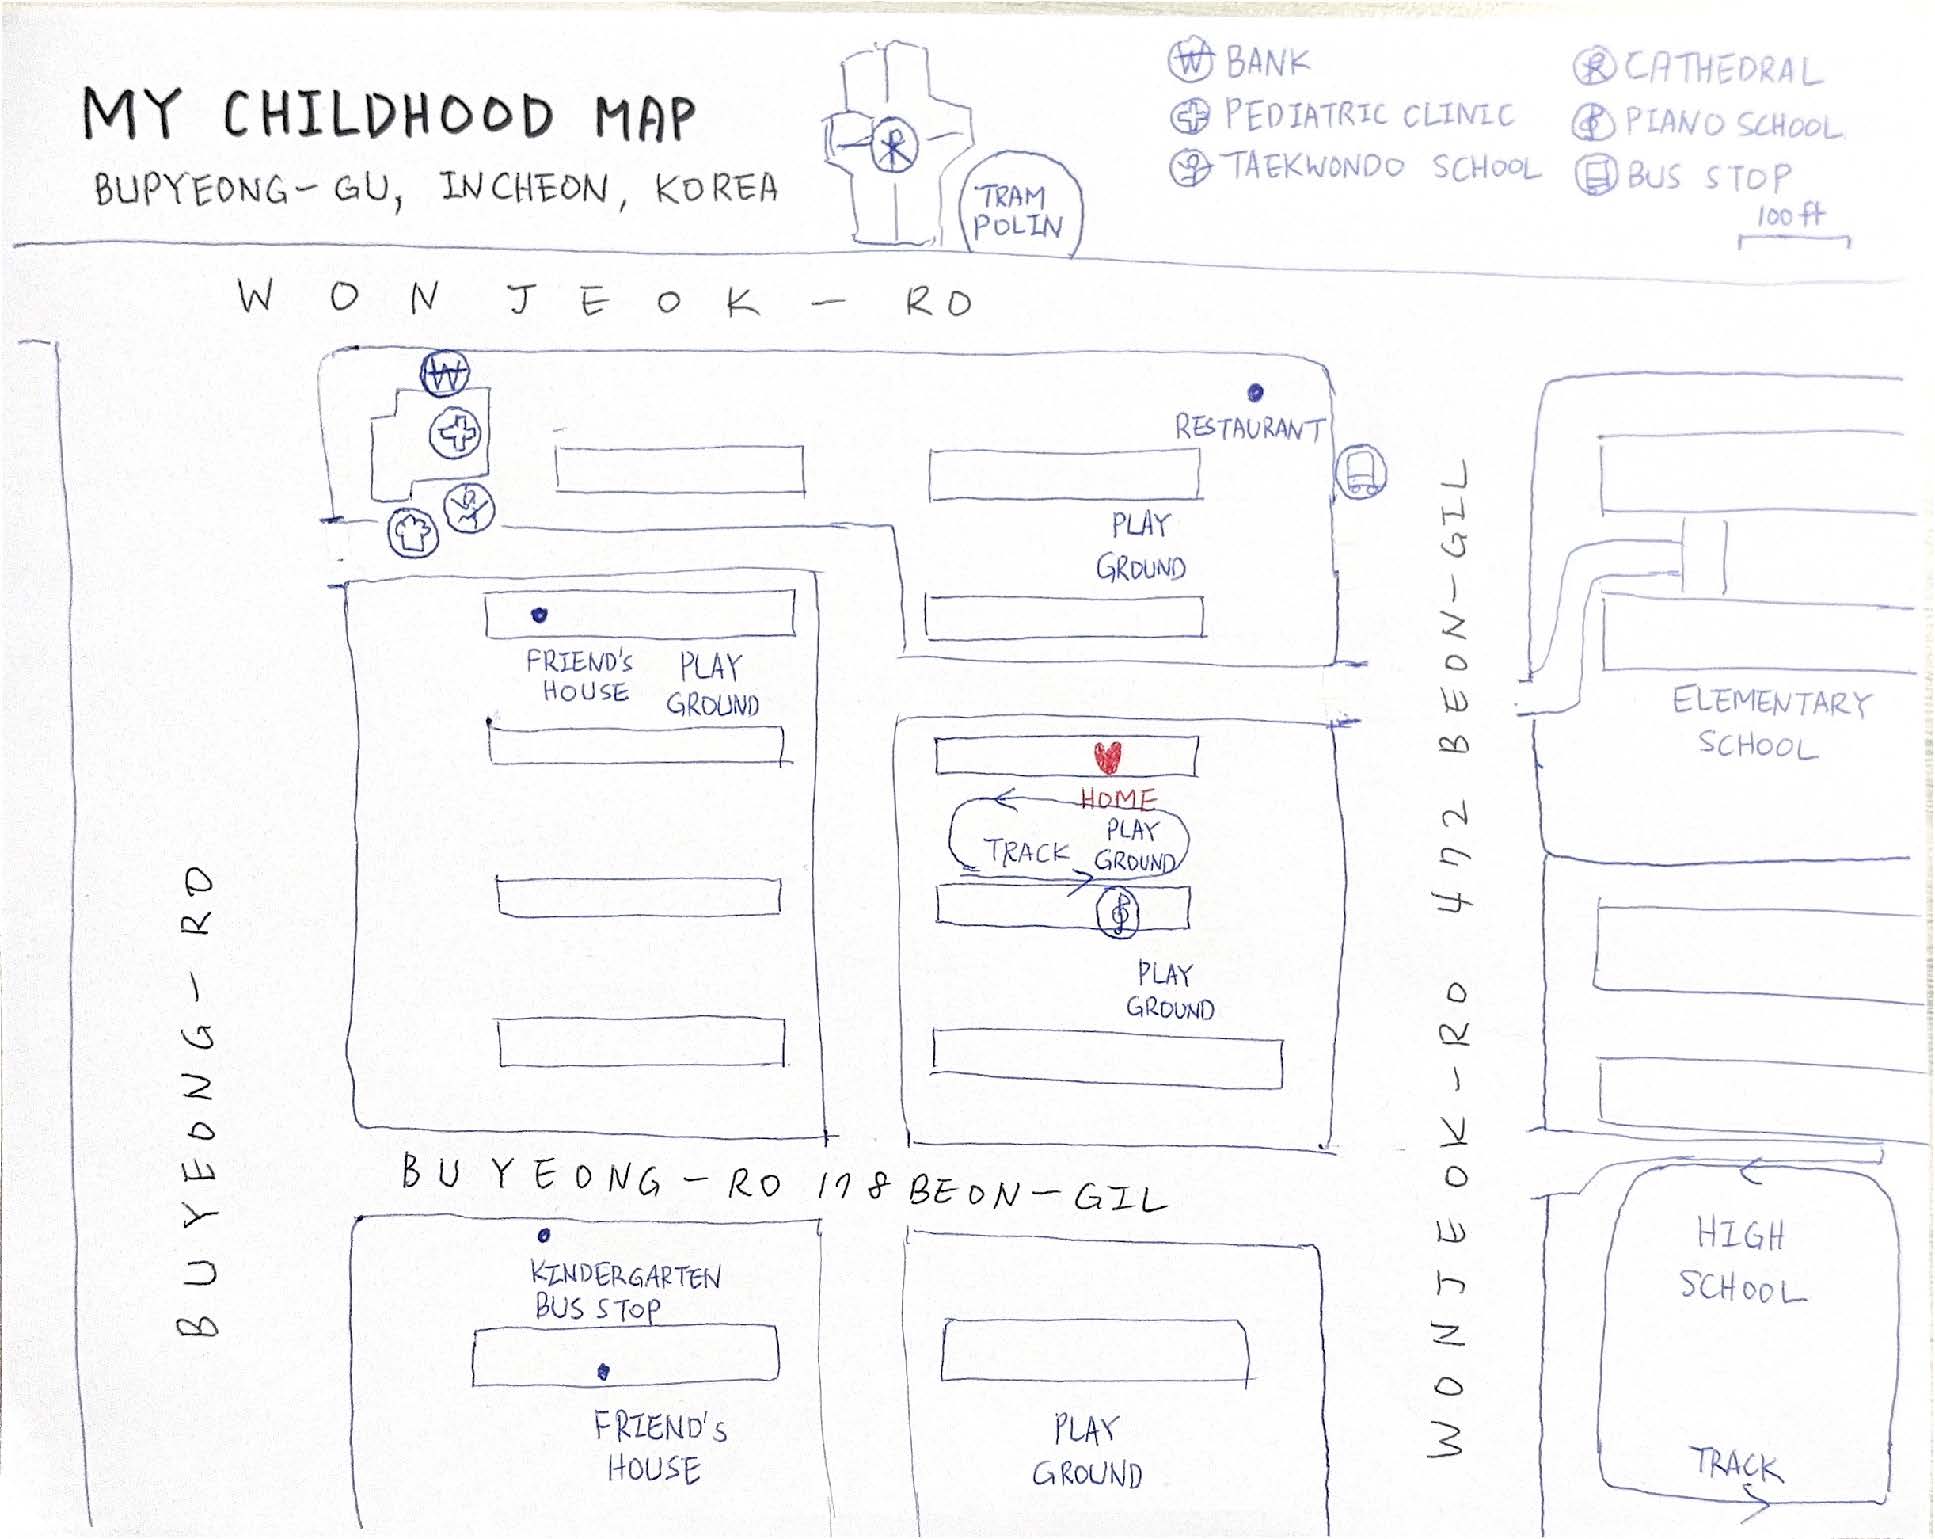 MY CHILDHOOD MAP
BUPYEONG-GU, INCHEON, KOREA
₩ BANK
PEDIATRIC CLINIC
TAEKWONDO SCHOOL
CATHEDRAL
PIANO SCHOOL
BUS STOP
100 ft
TRAM
POLIN
WONJEOK-RO
₩
RESTAURANT
PLAY
GROUND
FRIEND'S
HOUSE
PLAY
GROUND
ELEMENTARY
SCHOOL
HOME
TRACK
PLAY
GROUND
PLAY
GROUND
BUYEONG-RO
WONJEOK-RO 472 BEON-GIL
BUYEONG-RO 178 BEON-GIL
KINDERGARTEN
BUS STOP
FRIEND'S
HOUSE
PLAY
GROUND
HIGH
SCHOOL
TRACK